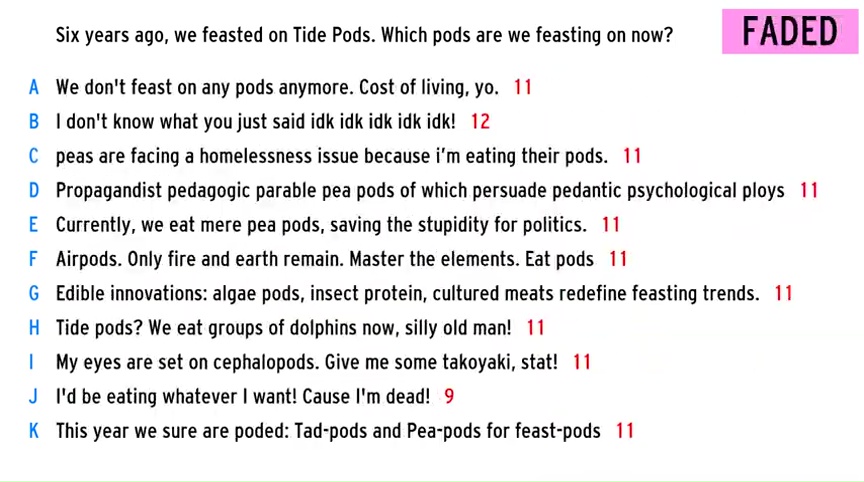 Six years ago, we feasted on Tide Pods. Which pods are we feasting on now?
FADED
A We don't feast on any pods anymore. Cost of living, yo. 11
B I don't know what you just said idk idk idk idk idk! 12
C peas are facing a homelessness issue because i'm eating their pods. 11
D Propagandist pedagogic parable pea pods of which persuade pedantic psychological ploys 11
E Currently, we eat mere pea pods, saving the stupidity for politics. 11
F Airpods. Only fire and earth remain. Master the elements. Eat pods 11
G Edible innovations: algae pods, insect protein, cultured meats redefine feasting trends. 11
H Tide pods? We eat groups of dolphins now, silly old man! 11
I My eyes are set on cephalopods. Give me some takoyaki, stat! 11
J I'd be eating whatever I want! Cause I'm dead! 9
K This year we sure are poded: Tad-pods and Pea-pods for feast-pods 11